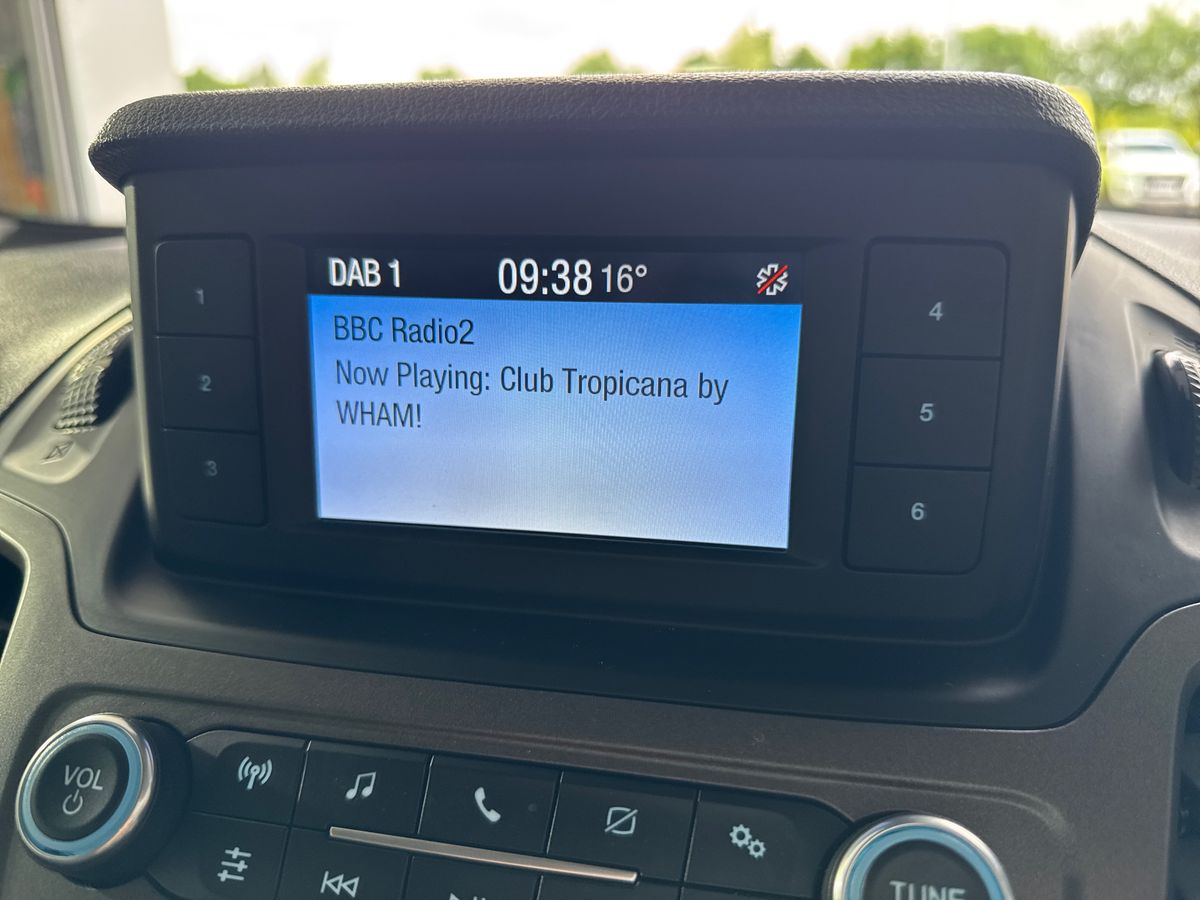 DAB 1 09:38 16°
BBC Radio2
Now Playing: Club Tropicana by
WHAM!
1
2
3
4
5
6
VOL
TUNE